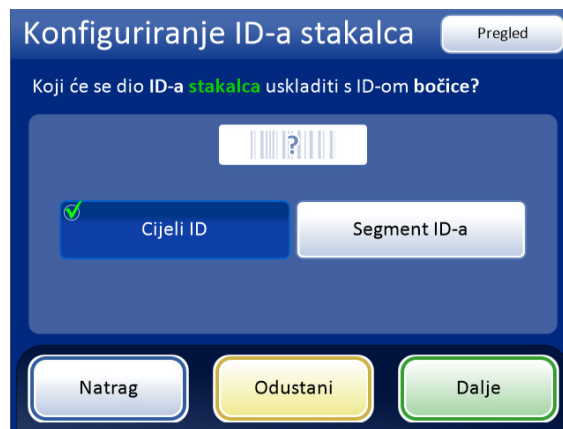 Konfiguriranje ID-a stakalca
Pregled
Koji će se dio ID-a stakalca uskladiti s ID-om bočice?
?
Cijeli ID
Segment ID-a
Natrag
Odustani
Dalje